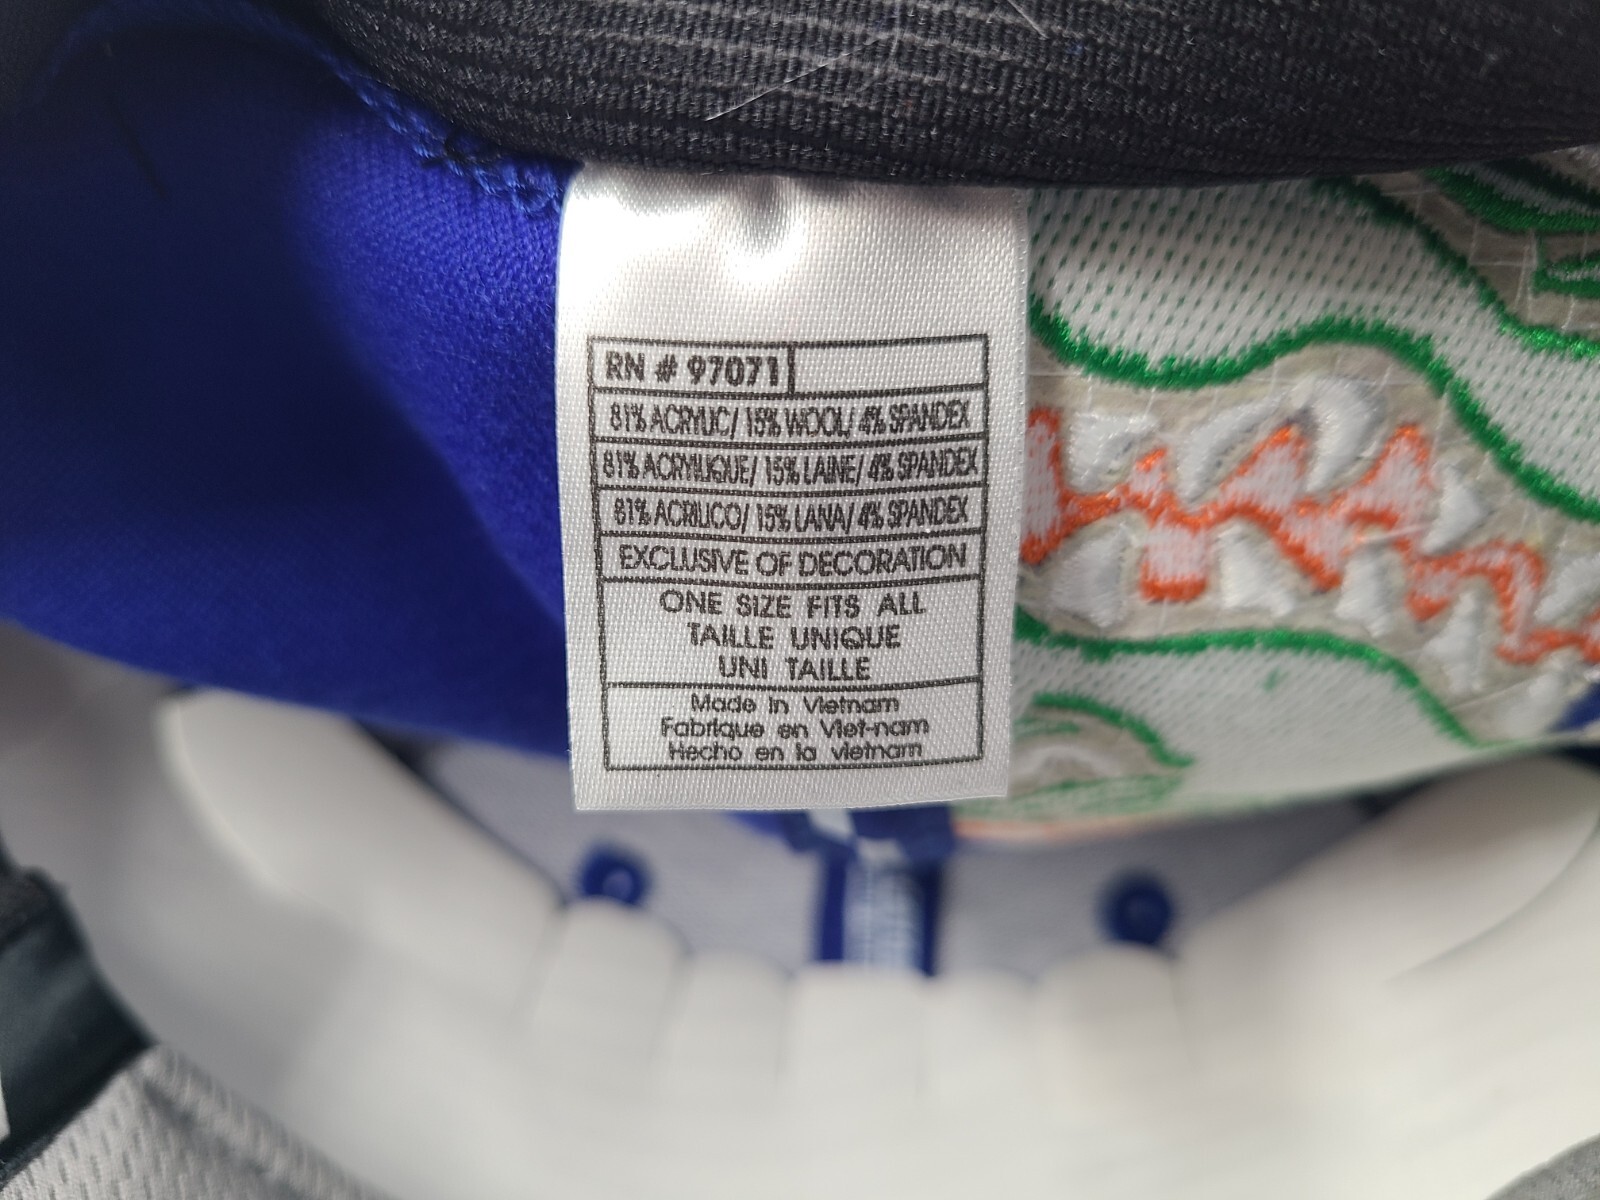 RN # 97071
81% ACRYLIC/ 15% WOOL/ 4% SPANDEX
81% ACRYLIQUE/ 15% LAINE/ 4% SPANDEX
81% ACRILICO/ 15% LANA/ 4% SPANDEX
EXCLUSIVE OF DECORATION
ONE SIZE FITS ALL
TAILLE UNIQUE
UNI TAILLE
Made in Vietnam
Fabrique en Viet-nam
Hecho en la vietnam